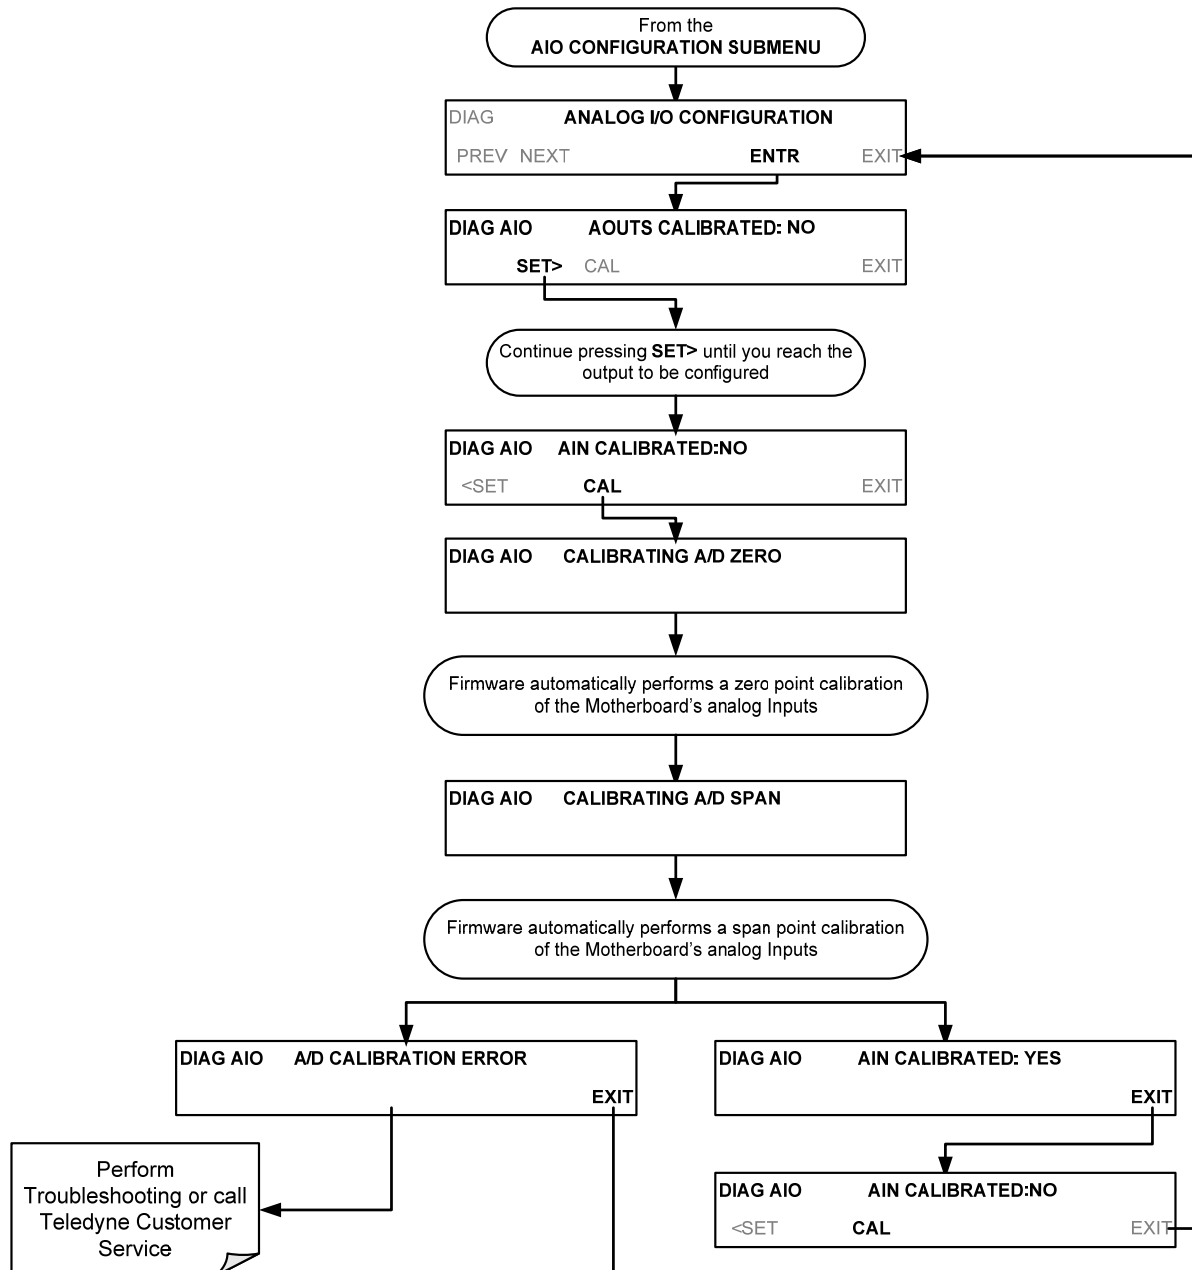 From the
AIO CONFIGURATION SUBMENU
DIAG ANALOG I/O CONFIGURATION
PREV NEXT ENTR EXIT
DIAG AIO AOUTS CALIBRATED: NO
SET> CAL EXIT
Continue pressing SET> until you reach the
output to be configured
DIAG AIO AIN CALIBRATED:NO
<SET CAL EXIT
DIAG AIO CALIBRATING A/D ZERO
Firmware automatically performs a zero point calibration
of the Motherboard's analog Inputs
DIAG AIO CALIBRATING A/D SPAN
Firmware automatically performs a span point calibration
of the Motherboard's analog Inputs
DIAG AIO A/D CALIBRATION ERROR
EXIT
DIAG AIO AIN CALIBRATED: YES
EXIT
Perform
Troubleshooting or call
Teledyne Customer
Service
DIAG AIO AIN CALIBRATED:NO
<SET CAL EXIT